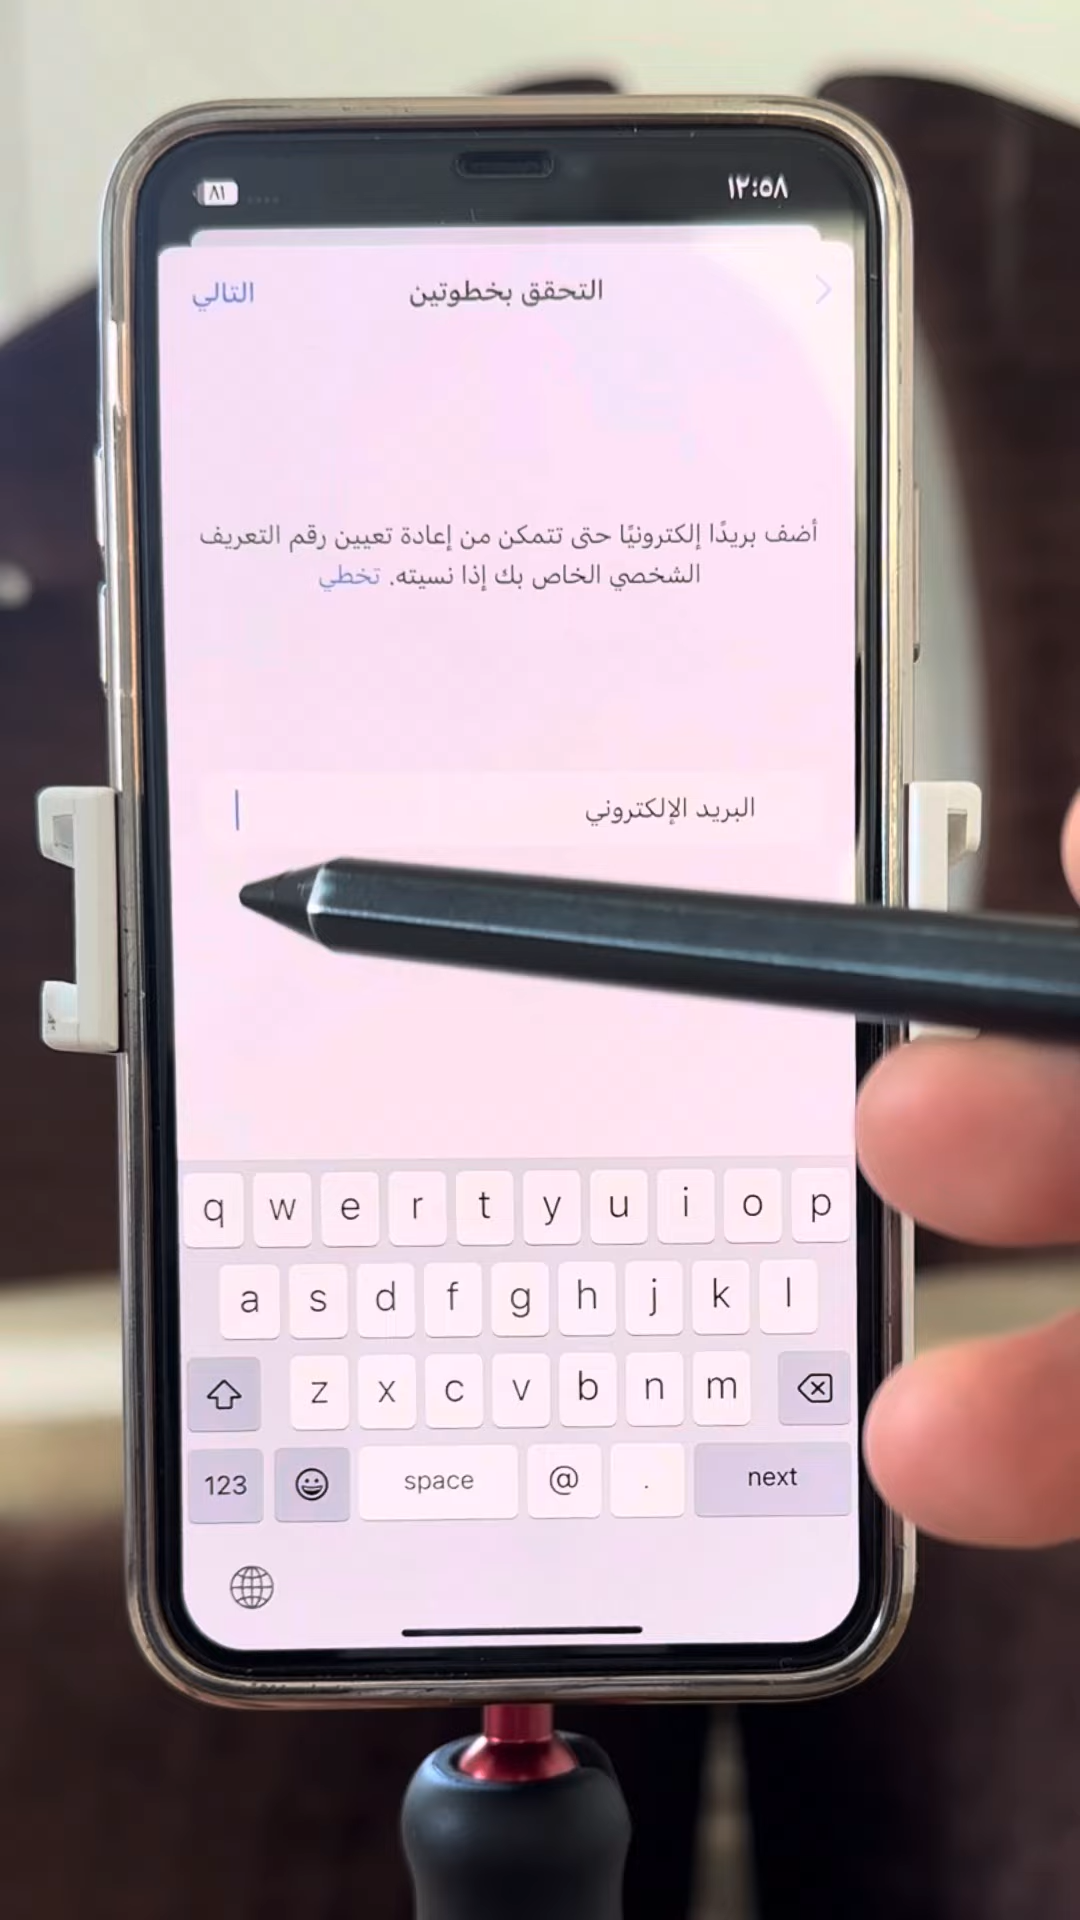 ٨١
١٢:٥٨
التحقق بخطوتين
التالي
أضف بريدًا إلكترونيًا حتى تتمكن من إعادة تعيين رقم التعريف
الشخصي الخاص بك إذا نسيته. تخطي
البريد الإلكتروني
q w e r t y u i o p
a s d f g h j k l
z x c v b n m
123 space @ . next